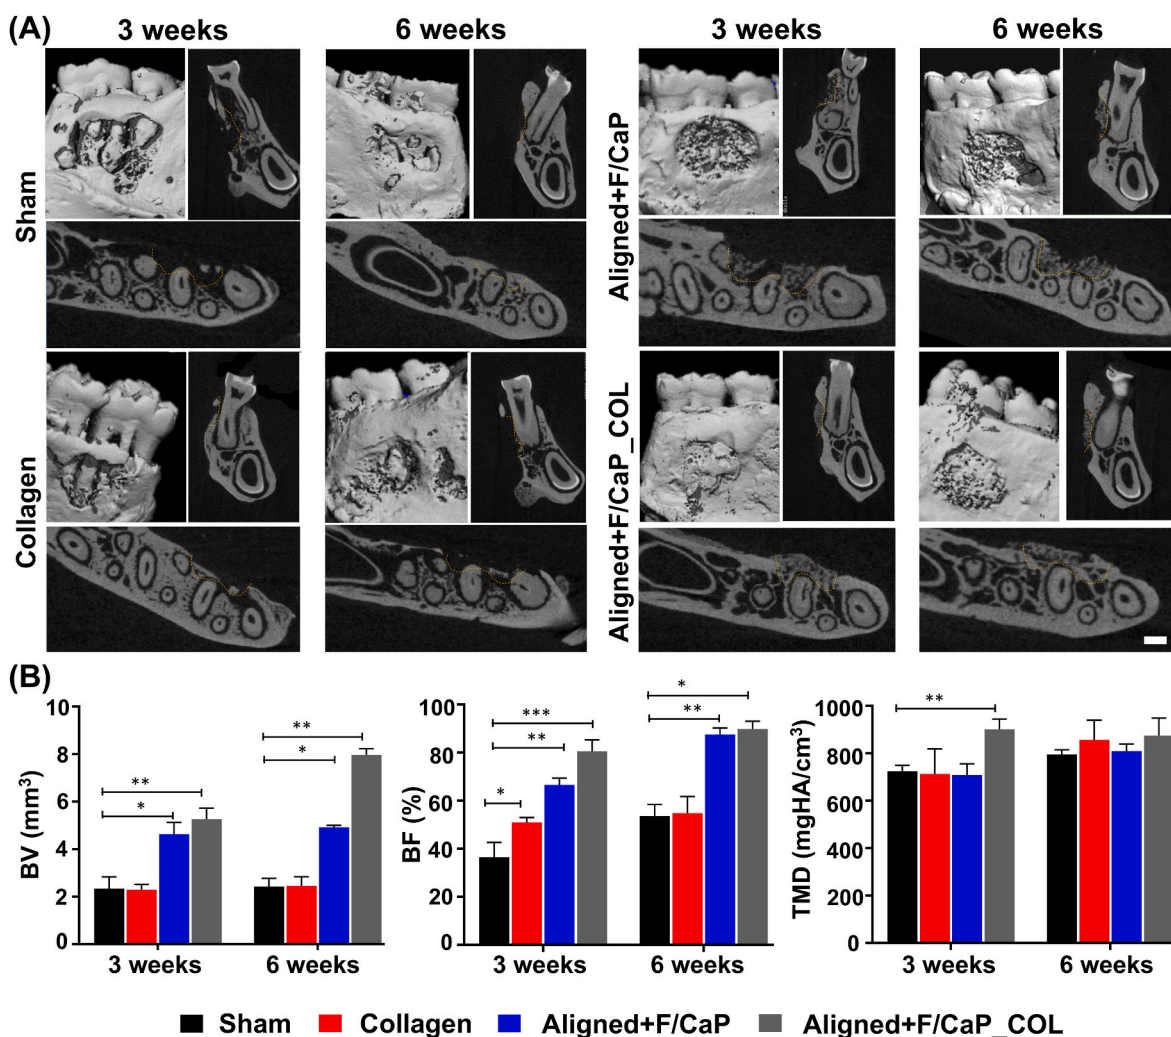 (A)
3 weeks
6 weeks
3 weeks
6 weeks
Sham
Aligned+F/CaP
Collagen
Aligned+F/CaP_COL
(B)
BV (mm³)
10
8
6
4
2
0
**
*
**
*
3 weeks
6 weeks
BF (%)
100
80
60
40
20
0
***
**
*
*
**
3 weeks
6 weeks
TMD (mgHA/cm³)
1000
800
600
400
200
0
**
3 weeks
6 weeks
Sham
Collagen
Aligned+F/CaP
Aligned+F/CaP_COL